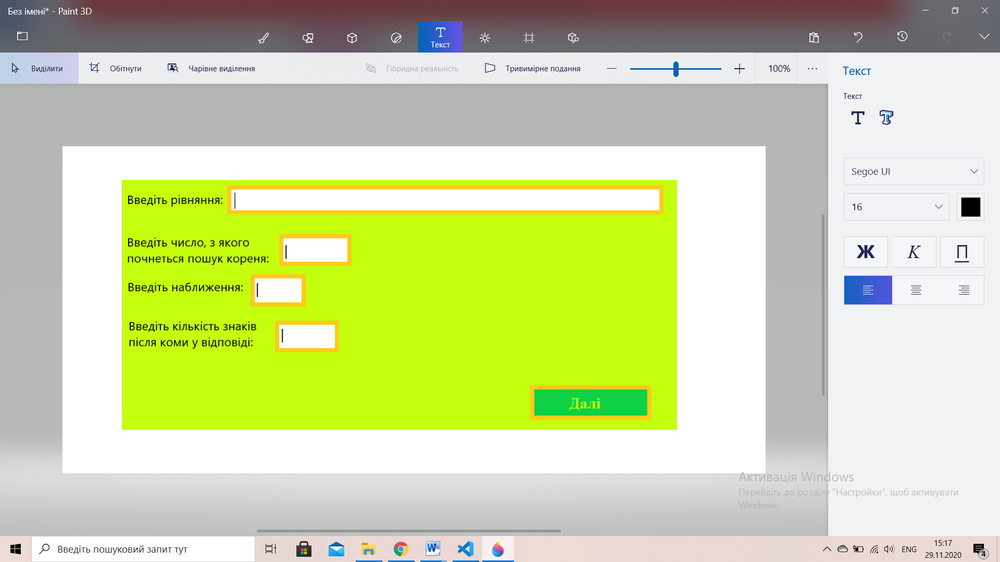 Без імені* - Paint 3D
Текст
Виділити
Обітнути
Чарівне виділення
Гібридна реальність
Тривимірне подання
100%
Текст
Текст
Segoe UI
16
Ж
К
П
Введіть рівняння:
Введіть число, з якого
почнеться пошук кореня:
Введіть наближення:
Введіть кількість знаків
після коми у відповіді:
Далі
Активація Windows
Перейдіть до розділу "Настройки", щоб активувати
Windows.
Введіть пошуковий запит тут
ENG
15:17
29.11.2020
4